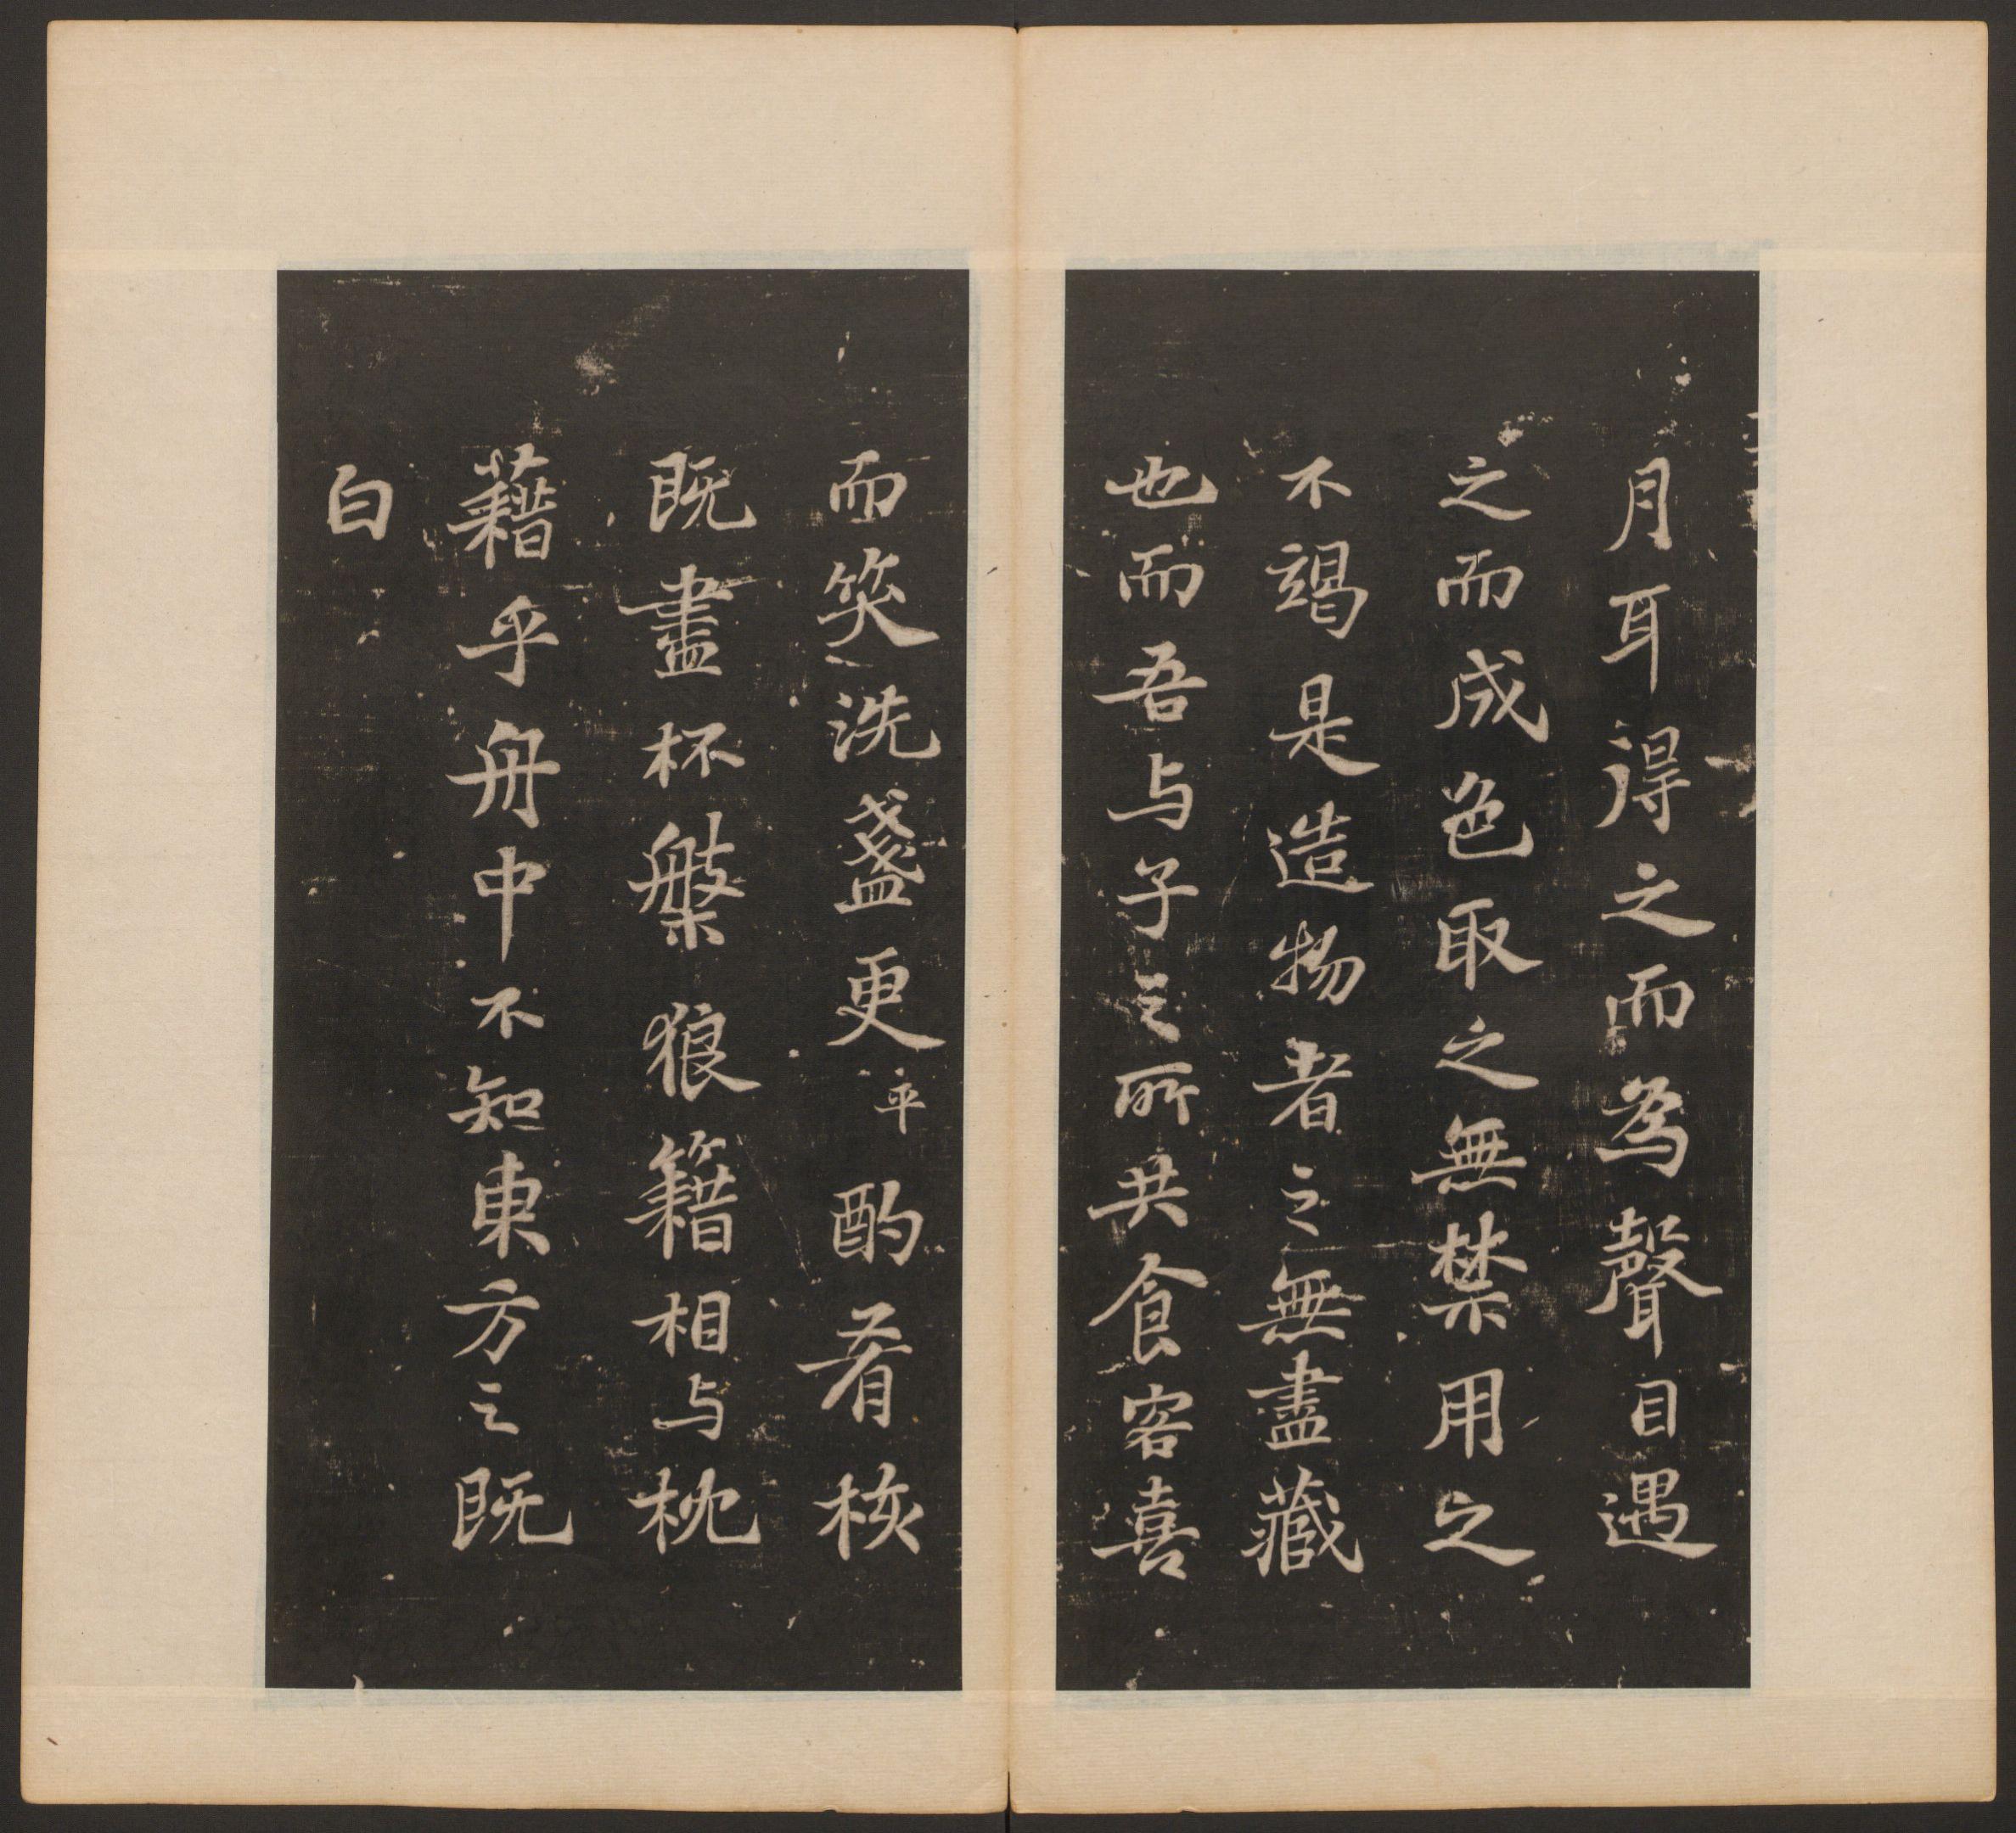 月耳得之而為聲目遇
之而成色取之無禁用之
不竭是造物者之無盡藏
也而吾与子之所共食客喜
而笑洗盞更平酌肴核
既盡杯槃狼籍相与枕
藉乎舟中不知東方之既
白